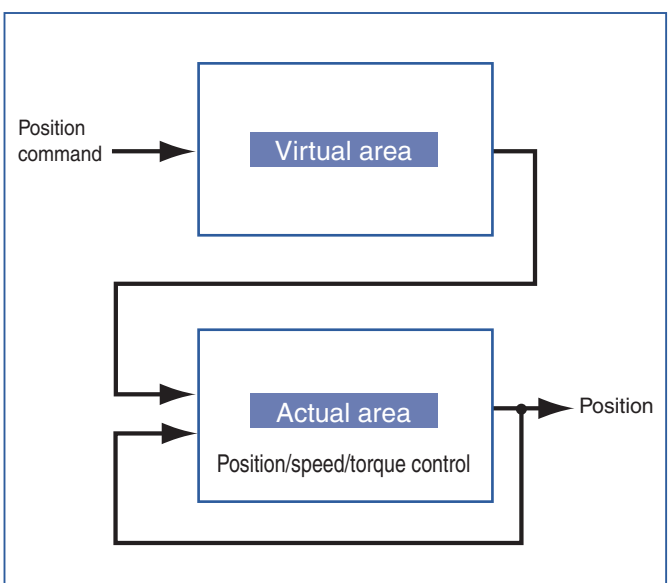 Position
command
Virtual area
Actual area
Position
Position/speed/torque control